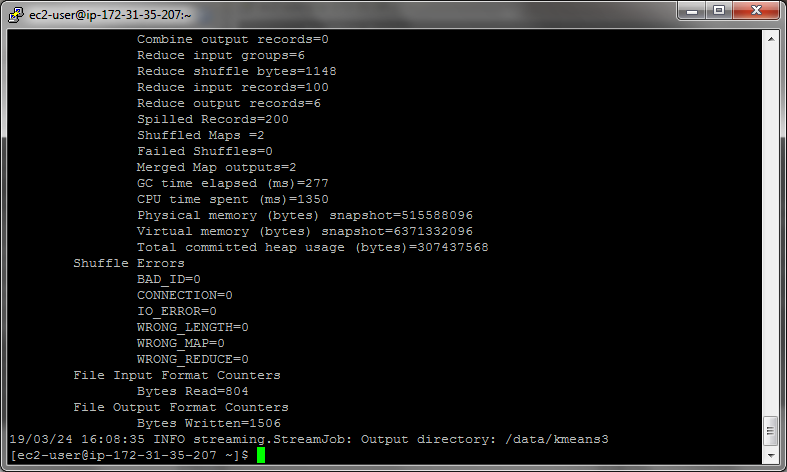 ec2-user@ip-172-31-35-207:~
Combine output records=0
Reduce input groups=6
Reduce shuffle bytes=1148
Reduce input records=100
Reduce output records=6
Spilled Records=200
Shuffled Maps =2
Failed Shuffles=0
Merged Map outputs=2
GC time elapsed (ms)=277
CPU time spent (ms)=1350
Physical memory (bytes) snapshot=515588096
Virtual memory (bytes) snapshot=6371332096
Total committed heap usage (bytes)=307437568
Shuffle Errors
BAD_ID=0
CONNECTION=0
IO_ERROR=0
WRONG_LENGTH=0
WRONG_MAP=0
WRONG_REDUCE=0
File Input Format Counters
Bytes Read=804
File Output Format Counters
Bytes Written=1506
19/03/24 16:08:35 INFO streaming.StreamJob: Output directory: /data/kmeans3
[ec2-user@ip-172-31-35-207 ~]$